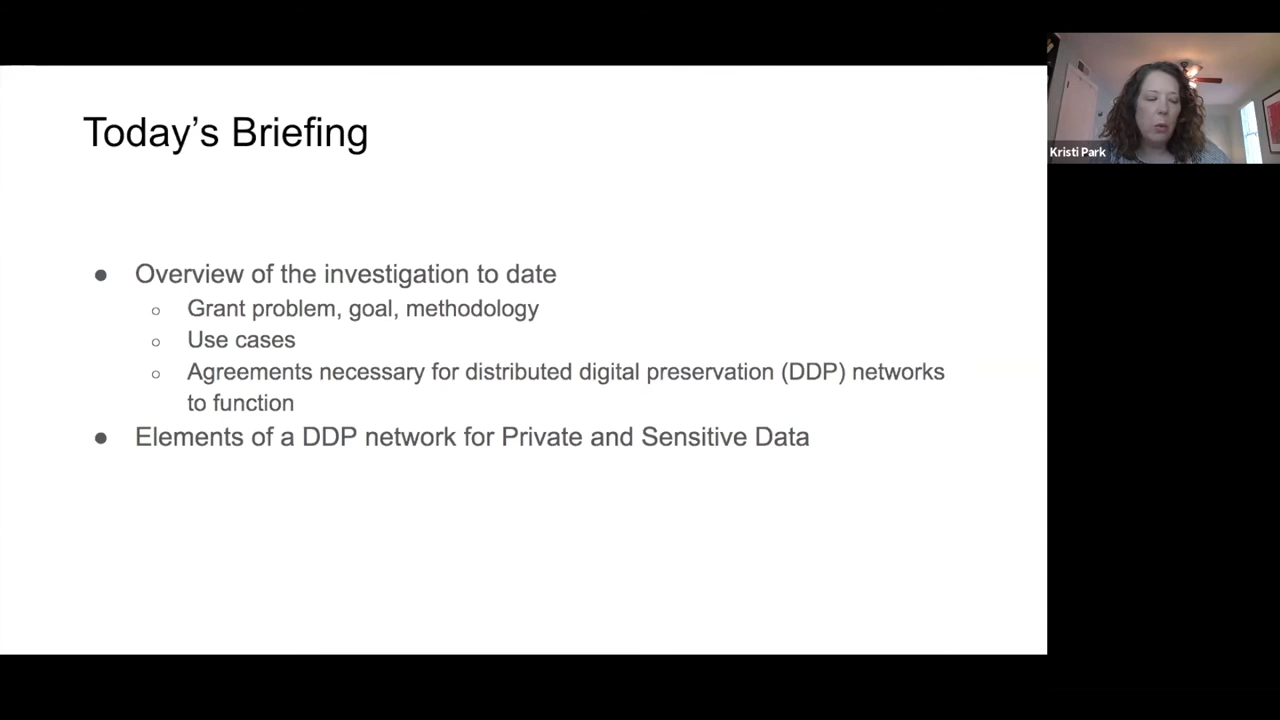 Today’s Briefing
● Overview of the investigation to date
○ Grant problem, goal, methodology
○ Use cases
○ Agreements necessary for distributed digital preservation (DDP) networks
to function
● Elements of a DDP network for Private and Sensitive Data
Kristi Park